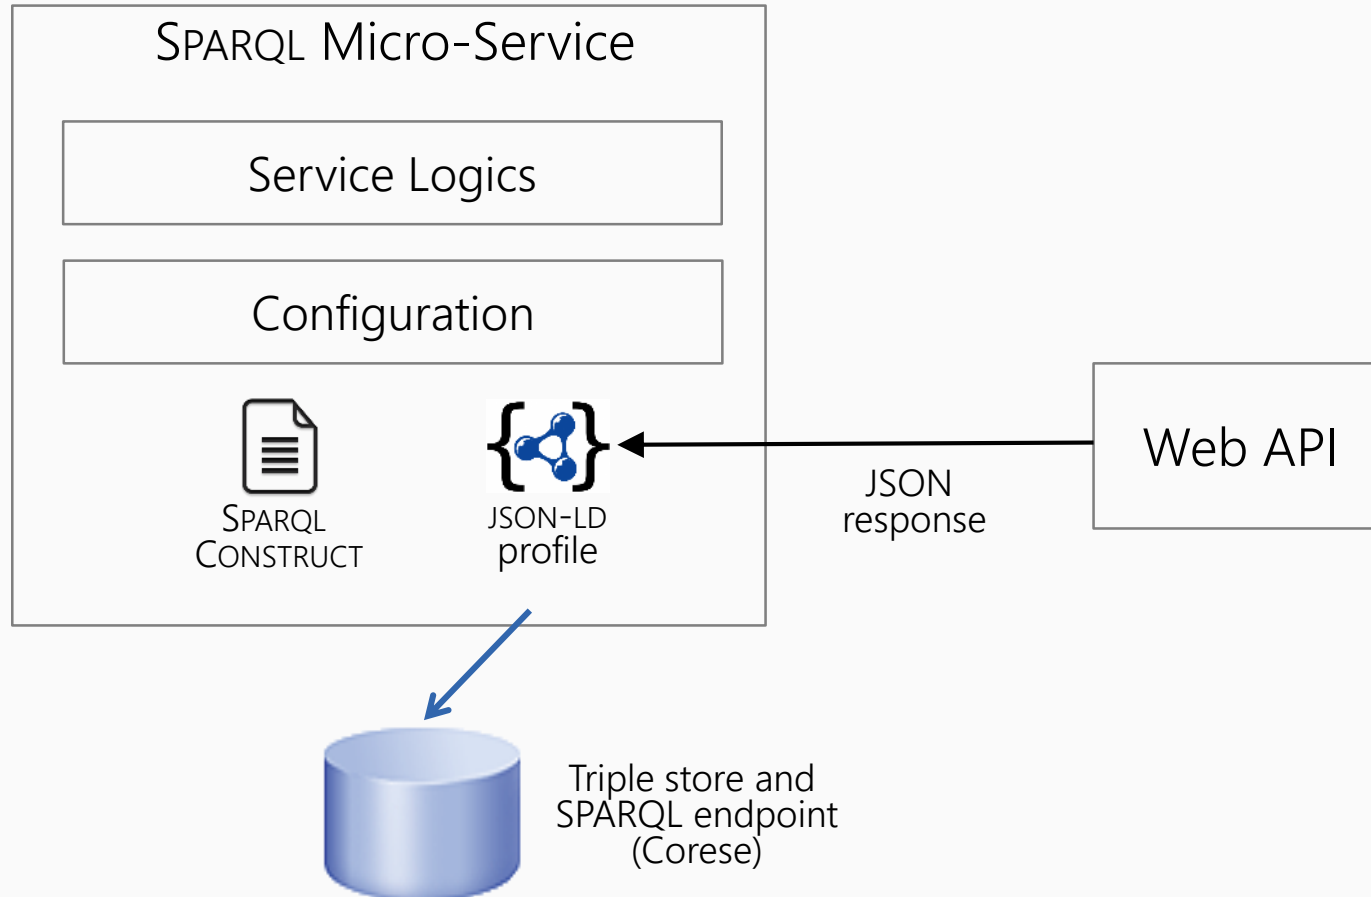 SPARQL Micro-Service
Service Logics
Configuration
SPARQL
CONSTRUCT
JSON-LD
profile
JSON
response
Web API
Triple store and
SPARQL endpoint
(Corese)